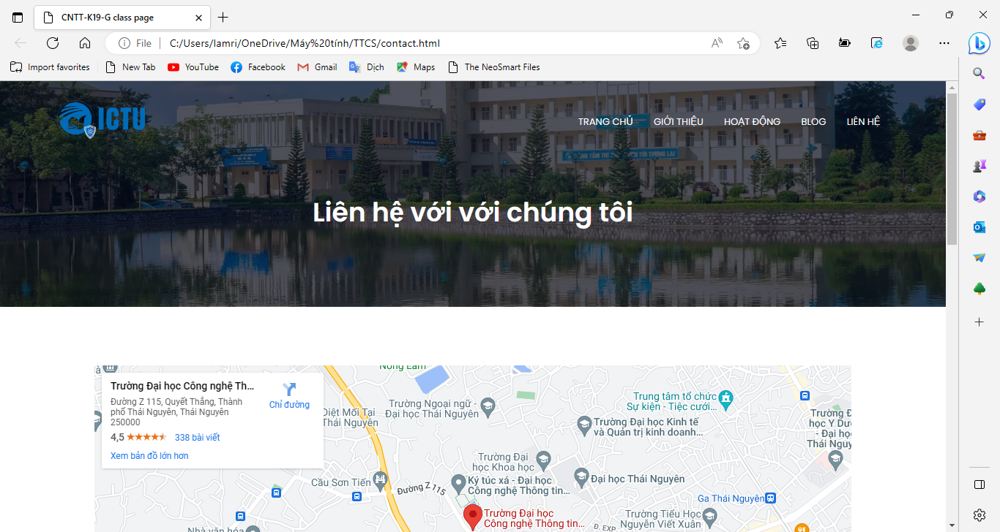 CNTT-K19-G class page
File
C:/Users/lamri/OneDrive/Máy%20tính/TTCS/contact.html
Import favorites
New Tab
YouTube
Facebook
Gmail
Dịch
Maps
The NeoSmart Files
ICTU
TRANG CHỦ
GIỚI THIỆU
HOẠT ĐỘNG
BLOG
LIÊN HỆ
Liên hệ với với chúng tôi
Trường Đại học Công nghệ Th...
Đường Z 115, Quyết Thắng, Thành
phố Thái Nguyên, Thái Nguyên
250000
4,5
338 bài viết
Xem bản đồ lớn hơn
Chỉ đường
Nông Lâm
Diệt Mối Tại
Thái Nguyên
Trường Ngoại ngữ -
Đại học Thái Nguyên
Trung tâm tổ chức
Sự kiện - Tiệc cưới...
Trường Đại học Kinh tế
và Quản trị kinh doanh...
Trường Đ
học Y Dư
- Đại họ
Thái Nguy
Trường Đại
học Khoa học
Ký túc xá - Đại học
Công nghệ Thông tin...
Đại học Thái Nguyên
Cầu Sơn Tiến
Đường Z 115
Ga Thái Nguyên
Trường Đại học
Công nghệ Thông tin...
Trường Tiểu Học
Nguyễn Viết Xuân
Đ. EXP
Nhà văn hóa